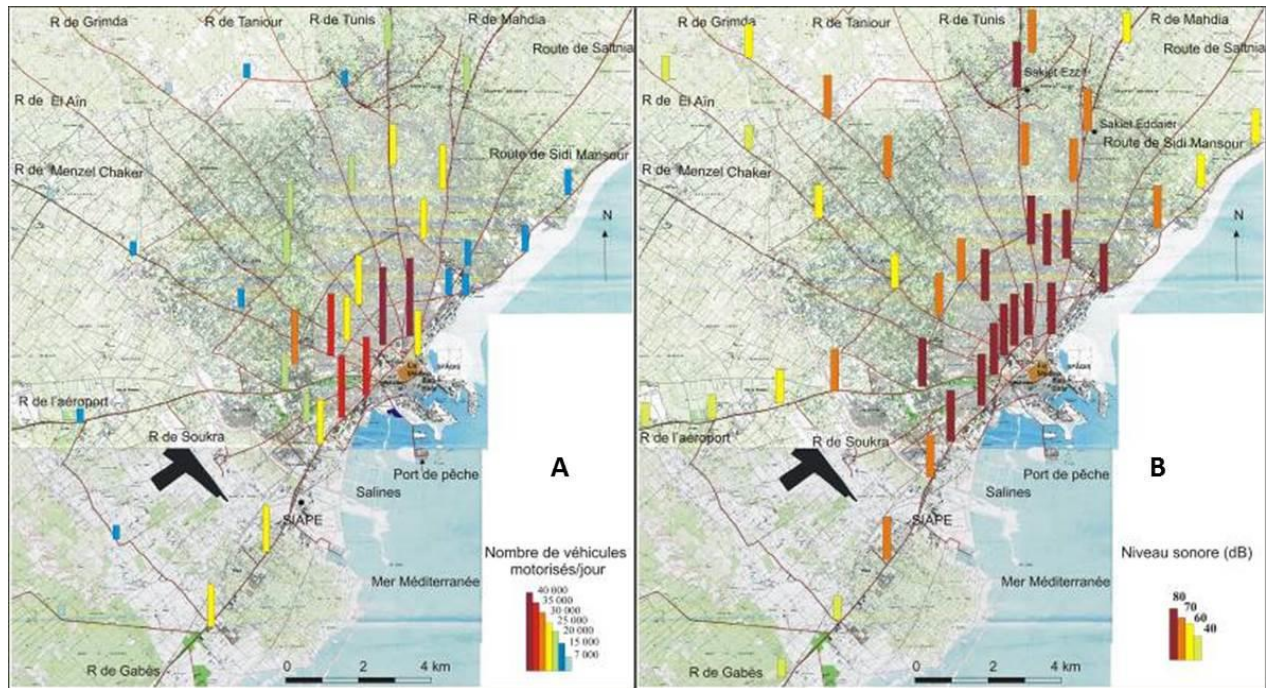 R de Grimda
R de Taniour
R de Tunis
R de Mahdia
Route de Saltnia
R de El Aïn
Route de Sidi Mansour
R de Menzel Chaker
N
R de l'aéroport
R de Soukra
A
Port de pêche
Salines
SIAPE
Nombre de véhicules
motorisés/jour
Mer Méditerranée
40 000
35 000
30 000
25 000
20 000
15 000
7 000
R de Gabès
0 2 4 km
R de Grimda
R de Taniour
R de Tunis
R de Mahdia
Route de Saltnia
Sakiet Ezzit
R de El Aïn
Sakiet Eddaier
Route de Sidi Mansour
R de Menzel Chaker
N
R de l'aéroport
R de Soukra
B
Port de pêche
Salines
SIAPE
Niveau sonore (dB)
Mer Méditerranée
80
70
60
40
R de Gabès
0 2 4 km